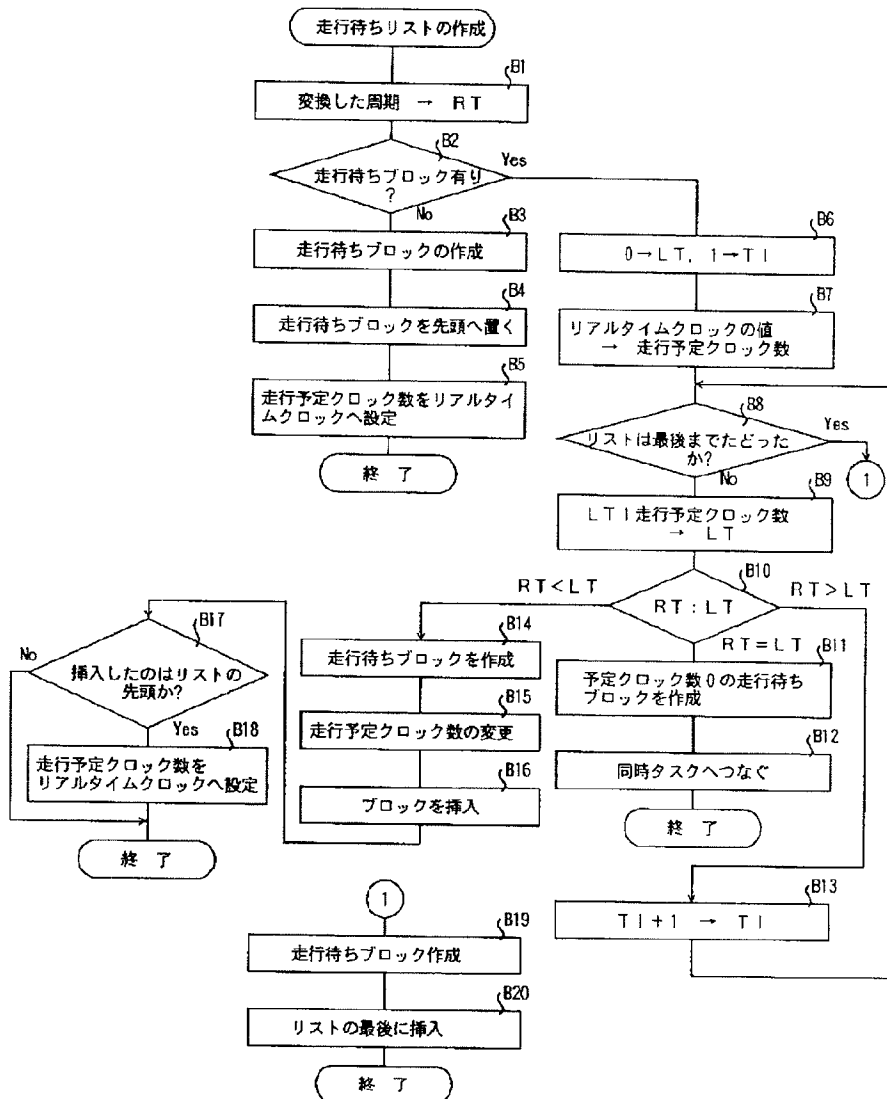 走行待ちリストの作成
B1
変換した周期 → RT
B2
走行待ちブロック有り
?
Yes
No
B3
走行待ちブロックの作成
B4
走行待ちブロックを先頭へ置く
B5
走行予定クロック数をリアルタイ
ムクロックへ設定
終 了
B6
0→LT, 1→TI
B7
リアルタイムクロックの値
→ 走行予定クロック数
B8
リストは最後までたどった
か?
Yes
1
No
B9
LTI走行予定クロック数
→ LT
B10
RT:LT
RT<LT
RT>LT
RT=LT
B11
予定クロック数0の走行待ち
ブロックを作成
B12
同時タスクへつなぐ
終 了
B13
TI+1 → TI
B14
走行待ちブロックを作成
B15
走行予定クロック数の変更
B16
ブロックを挿入
B17
挿入したのはリストの
先頭か?
No
Yes
B18
走行予定クロック数を
リアルタイムクロックへ設定
終 了
1
B19
走行待ちブロック作成
B20
リストの最後に挿入
終 了